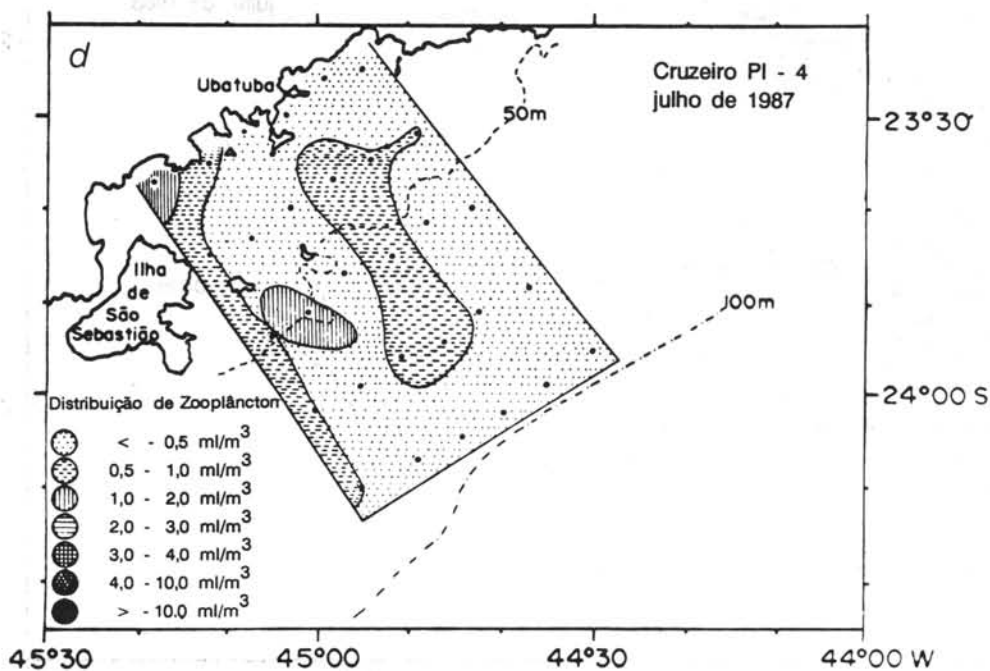 d
Cruzeiro PI - 4
julho de 1987
Ubatuba
50m
23°30'
Ilha
de
São
Sebastião
100m
24°00 S
Distribuição de Zooplâncton
< - 0,5 ml/m³
0,5 - 1,0 ml/m³
1,0 - 2,0 ml/m³
2,0 - 3,0 ml/m³
3,0 - 4,0 ml/m³
4,0 - 10,0 ml/m³
> - 10.0 ml/m³
45°30
45°00
44°30
44°00 W